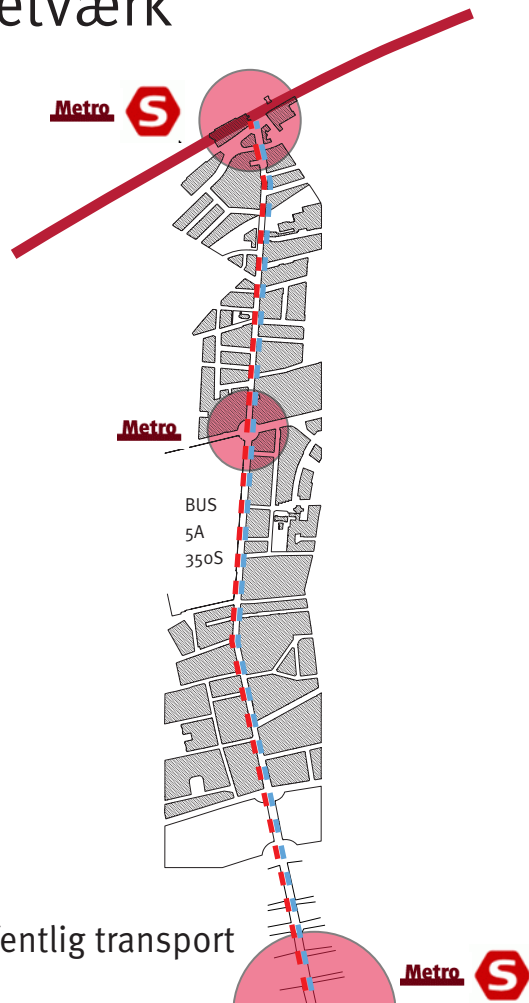 etværk
Metro S
Metro
BUS
5A
350S
entlig transport
Metro S